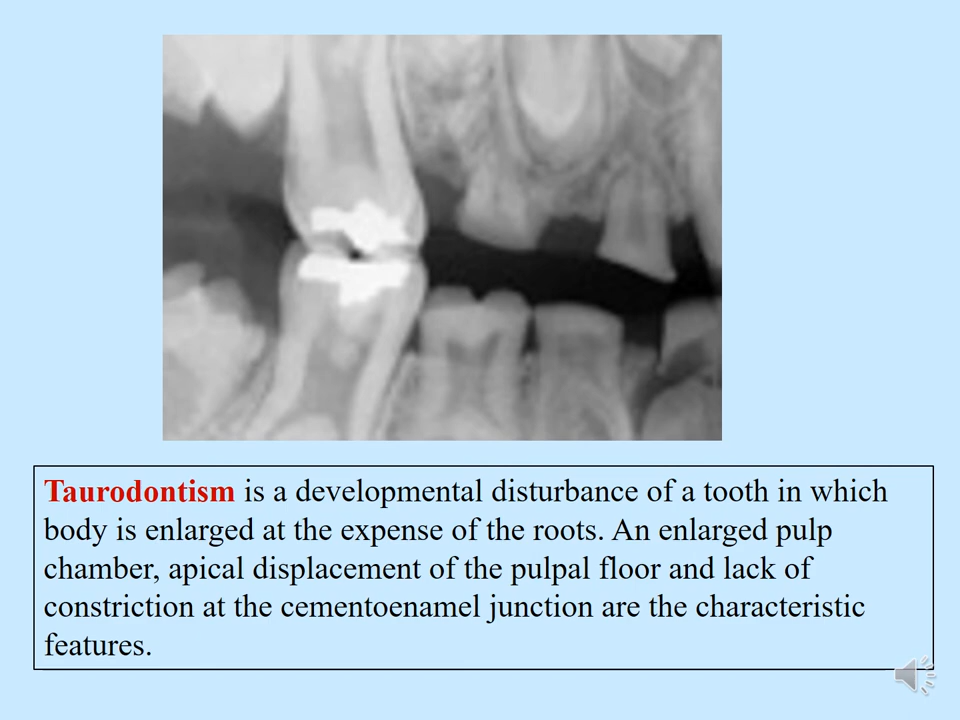 Taurodontism is a developmental disturbance of a tooth in which
body is enlarged at the expense of the roots. An enlarged pulp
chamber, apical displacement of the pulpal floor and lack of
constriction at the cementoenamel junction are the characteristic
features.